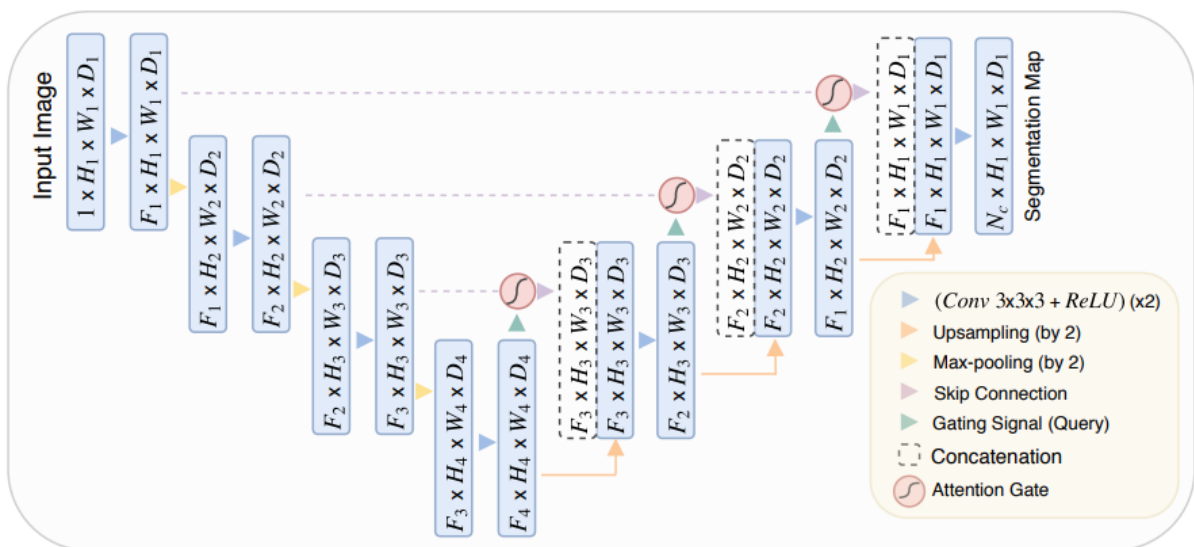 Input Image
1 x H₁ x W₁ x D₁
F₁ x H₁ x W₁ x D₁
F₁ x H₂ x W₂ x D₂
F₂ x H₂ x W₂ x D₂
F₂ x H₃ x W₃ x D₃
F₃ x H₃ x W₃ x D₃
F₃ x H₄ x W₄ x D₄
F₄ x H₄ x W₄ x D₄
F₃ x H₃ x W₃ x D₃
F₃ x H₃ x W₃ x D₃
F₂ x H₃ x W₃ x D₃
F₂ x H₂ x W₂ x D₂
F₂ x H₂ x W₂ x D₂
F₁ x H₂ x W₂ x D₂
F₁ x H₁ x W₁ x D₁
F₁ x H₁ x W₁ x D₁
N_c x H₁ x W₁ x D₁
Segmentation Map
(Conv 3x3x3 + ReLU) (x2)
Upsampling (by 2)
Max-pooling (by 2)
Skip Connection
Gating Signal (Query)
Concatenation
Attention Gate